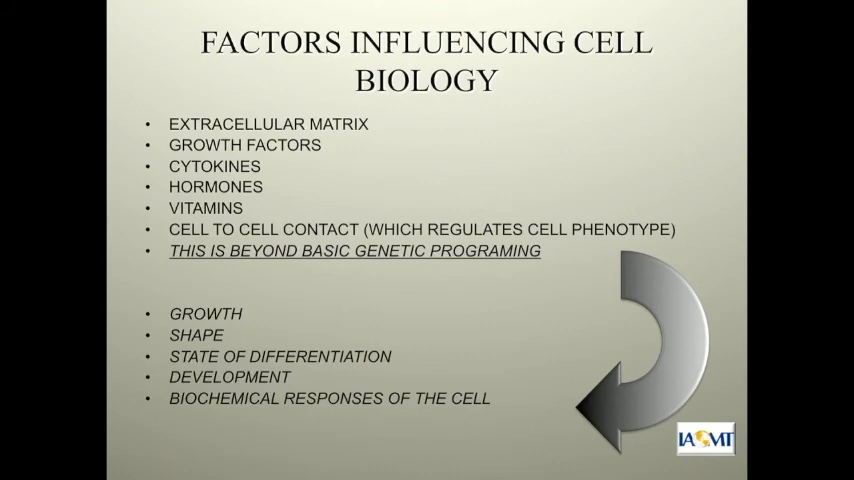 FACTORS INFLUENCING CELL
BIOLOGY
• EXTRACELLULAR MATRIX
• GROWTH FACTORS
• CYTOKINES
• HORMONES
• VITAMINS
• CELL TO CELL CONTACT (WHICH REGULATES CELL PHENOTYPE)
• THIS IS BEYOND BASIC GENETIC PROGRAMING
• GROWTH
• SHAPE
• STATE OF DIFFERENTIATION
• DEVELOPMENT
• BIOCHEMICAL RESPONSES OF THE CELL
IAOMT